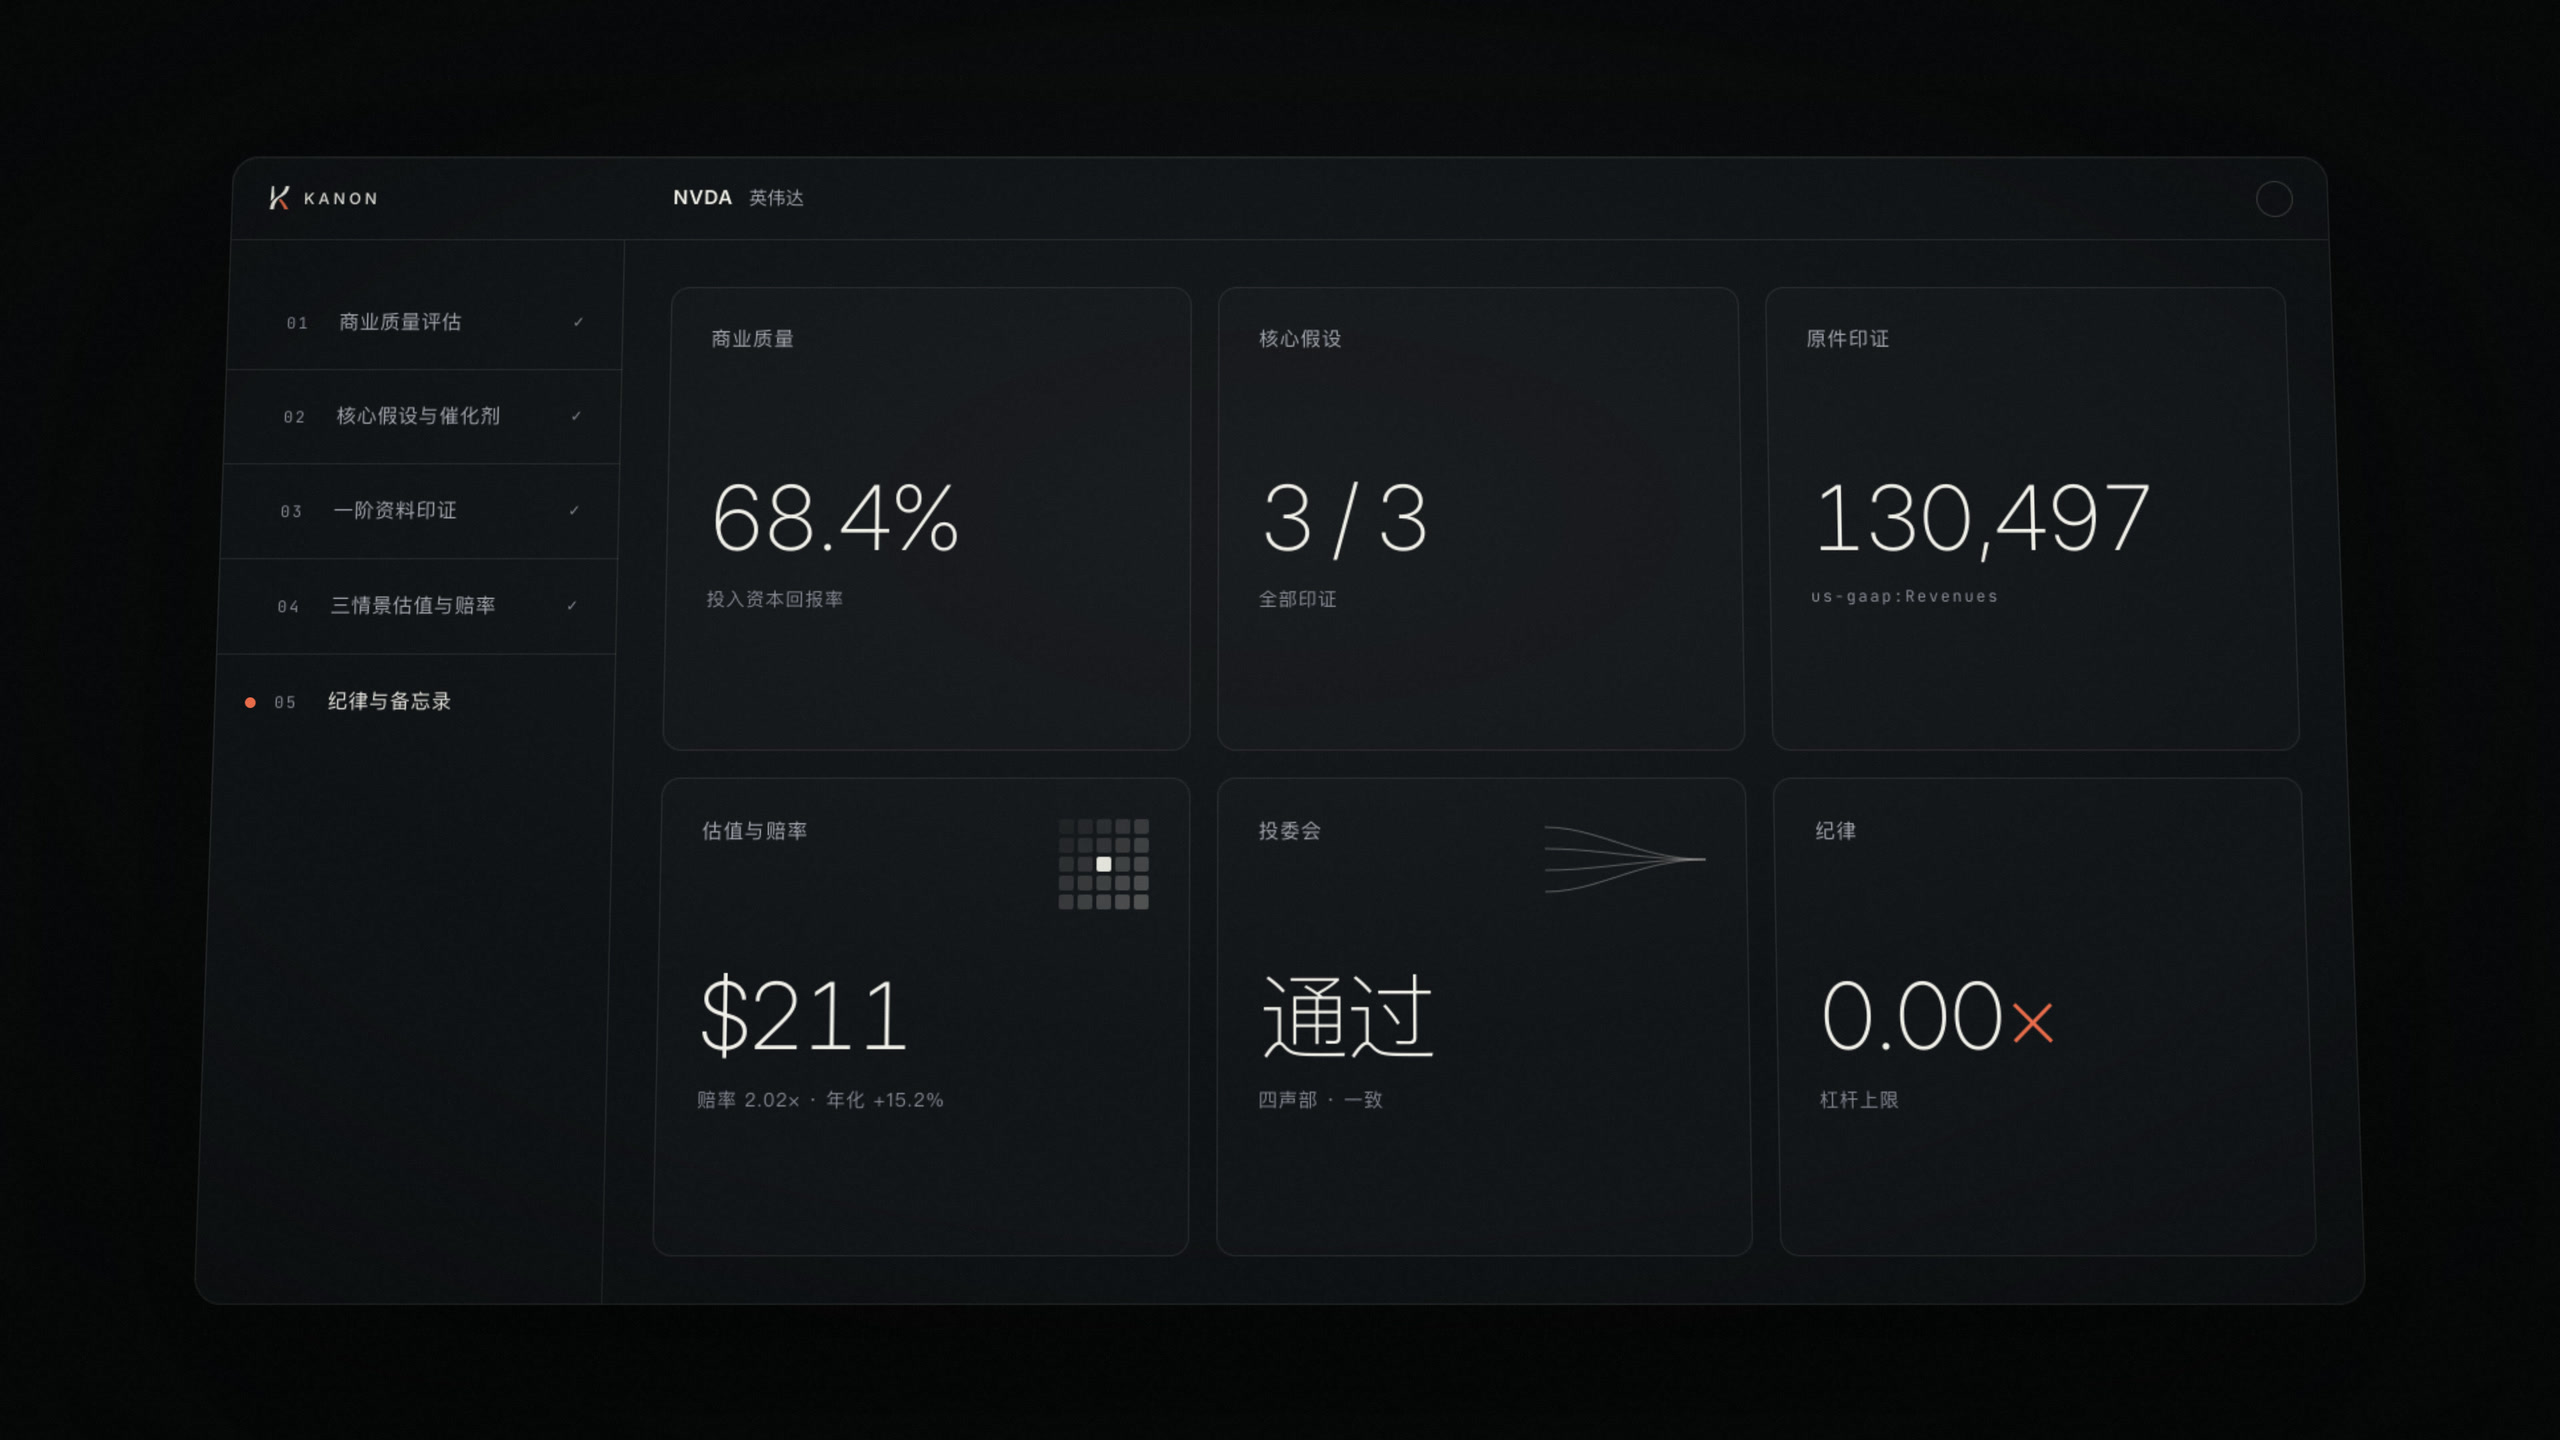 KANON
NVDA 英伟达
01 商业质量评估 ✓
02 核心假设与催化剂 ✓
03 一阶资料印证 ✓
04 三情景估值与赔率 ✓
05 纪律与备忘录
商业质量
68.4%
投入资本回报率
核心假设
3 / 3
全部印证
原件印证
130,497
us-gaap:Revenues
估值与赔率
$211
赔率 2.02× · 年化 +15.2%
投委会
通过
四声部 · 一致
纪律
0.00×
杠杆上限